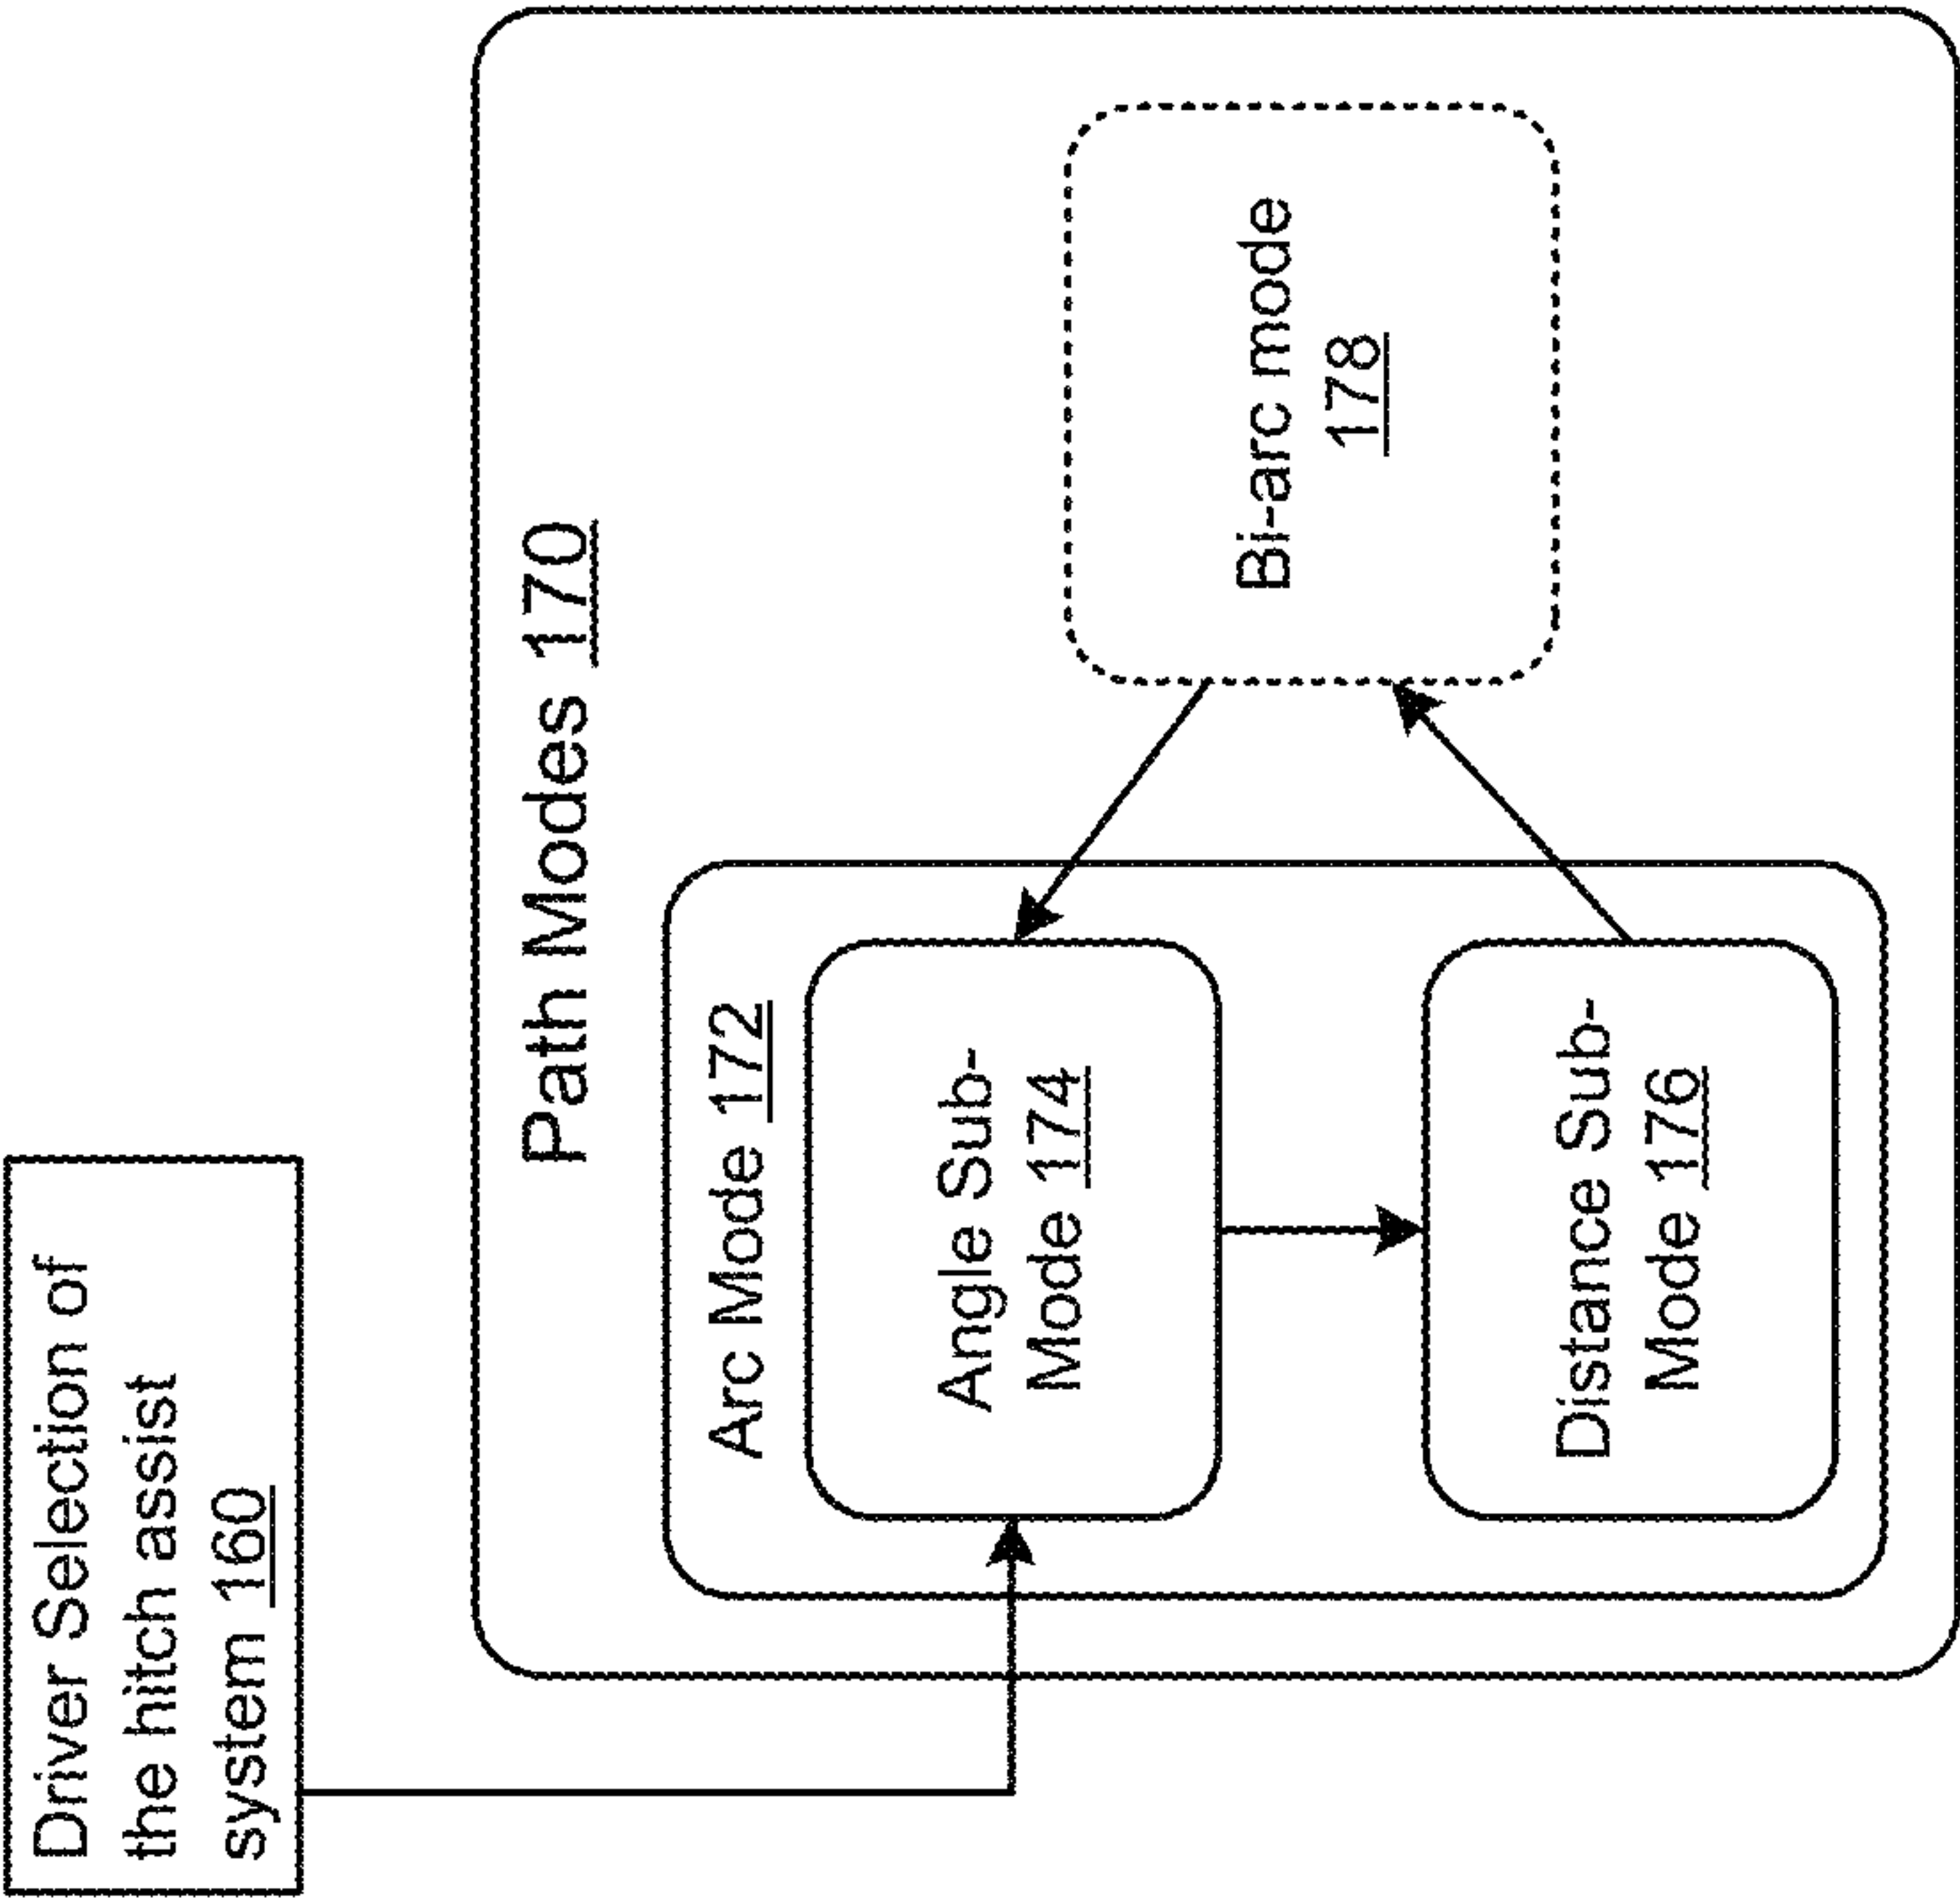 Driver Selection of
the hitch assist
system 160
Path Modes 170
Arc Mode 172
Angle Sub-
Mode 174
Distance Sub-
Mode 176
Bi-arc mode
178